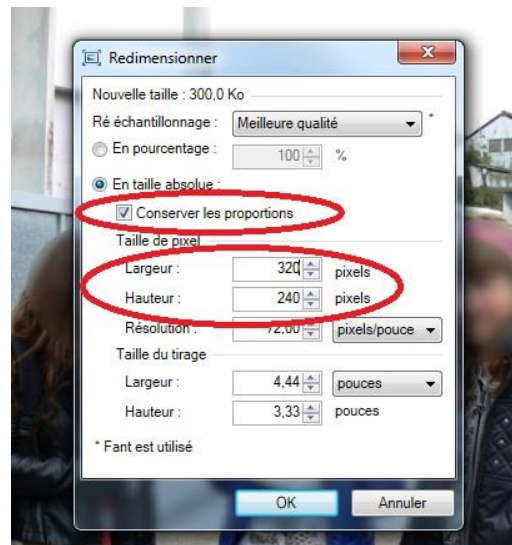 Redimensionner
Nouvelle taille : 300,0 Ko
Ré échantillonnage : Meilleure qualité *
En pourcentage : 100 %
En taille absolue :
Conserver les proportions
Taille de pixel
Largeur : 320 pixels
Hauteur : 240 pixels
Résolution : 72,00 pixels/pouce
Taille du tirage
Largeur : 4,44 pouces
Hauteur : 3,33 pouces
* Fant est utilisé
OK Annuler